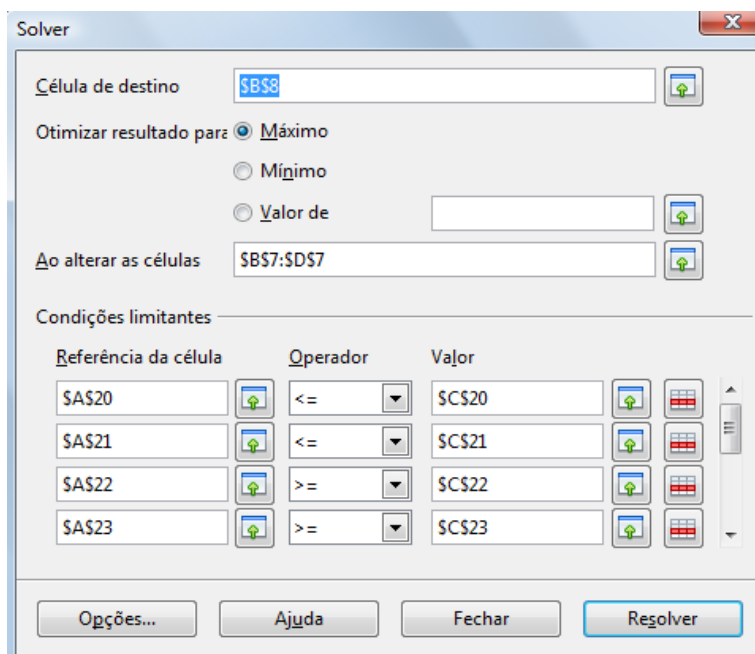 Solver
Célula de destino $B$8
Otimizar resultado para Máximo
Mínimo
Valor de
Ao alterar as células $B$7:$D$7
Condições limitantes
Referência da célula Operador Valor
$A$20 <= $C$20
$A$21 <= $C$21
$A$22 >= $C$22
$A$23 >= $C$23
Opções... Ajuda Fechar Resolver